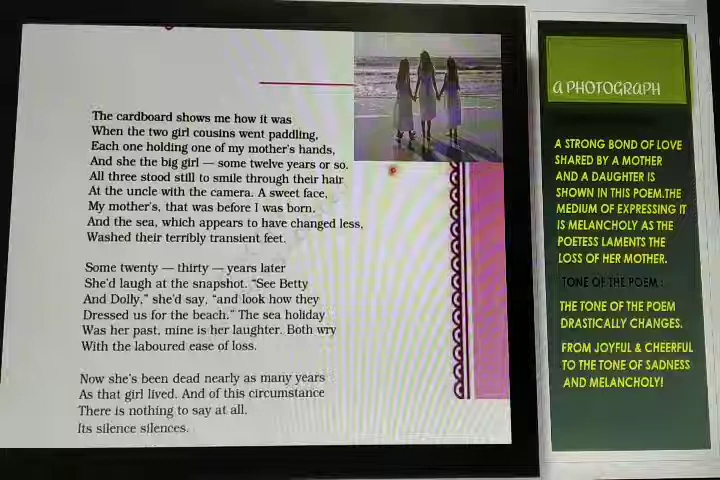 The cardboard shows me how it was
When the two girl cousins went paddling,
Each one holding one of my mother's hands,
And she the big girl — some twelve years or so.
All three stood still to smile through their hair
At the uncle with the camera. A sweet face,
My mother's, that was before I was born.
And the sea, which appears to have changed less,
Washed their terribly transient feet.
Some twenty — thirty — years later
She'd laugh at the snapshot. "See Betty
And Dolly," she'd say, "and look how they
Dressed us for the beach." The sea holiday
Was her past, mine is her laughter. Both wry
With the laboured ease of loss.
Now she's been dead nearly as many years
As that girl lived. And of this circumstance
There is nothing to say at all.
Its silence silences.
A PHOTOGRAPH
A STRONG BOND OF LOVE
SHARED BY A MOTHER
AND A DAUGHTER IS
SHOWN IN THIS POEM.THE
MEDIUM OF EXPRESSING IT
IS MELANCHOLY AS THE
POETESS LAMENTS THE
LOSS OF HER MOTHER.
TONE OF THE POEM :
THE TONE OF THE POEM
DRASTICALLY CHANGES.
FROM JOYFUL & CHEERFUL
TO THE TONE OF SADNESS
AND MELANCHOLY!